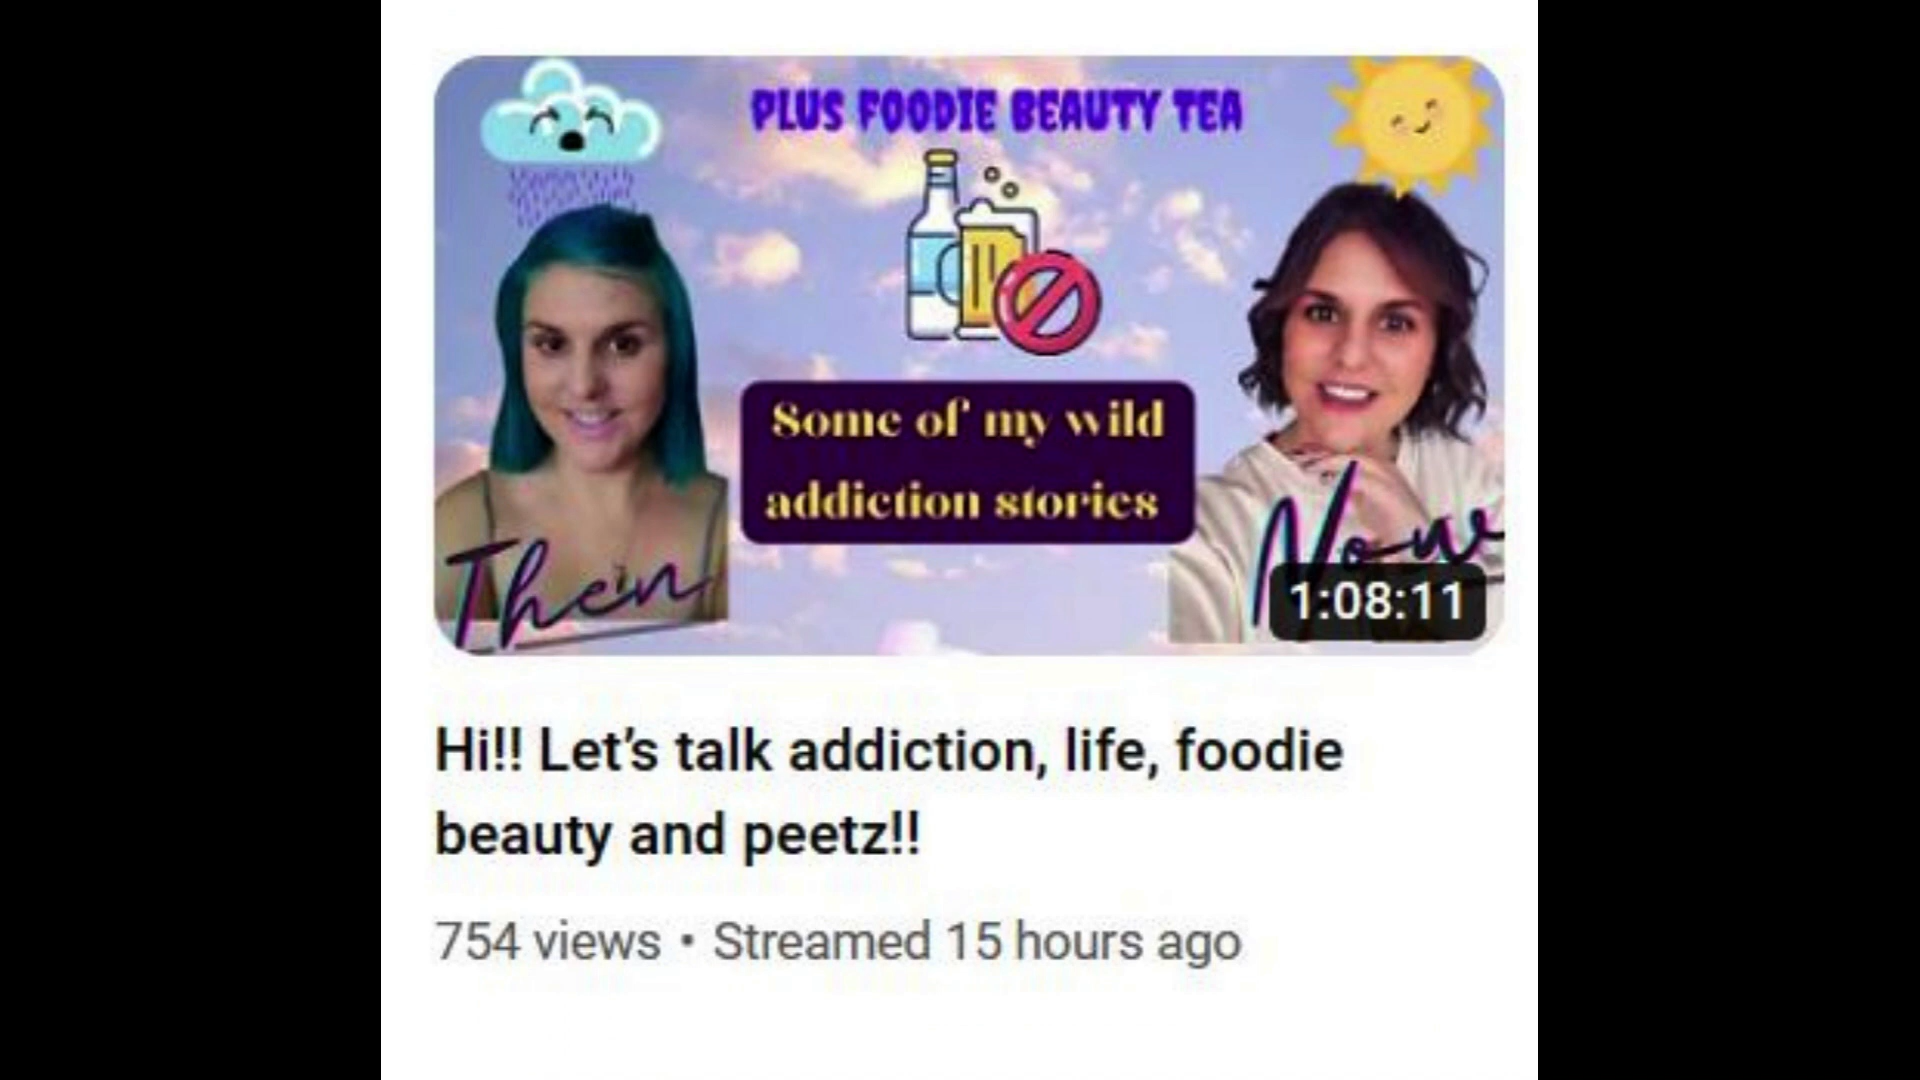 PLUS FOODIE BEAUTY TEA
Some of my wild
addiction stories
Then
Now
1:08:11
Hi!! Let's talk addiction, life, foodie
beauty and peetz!!
754 views • Streamed 15 hours ago